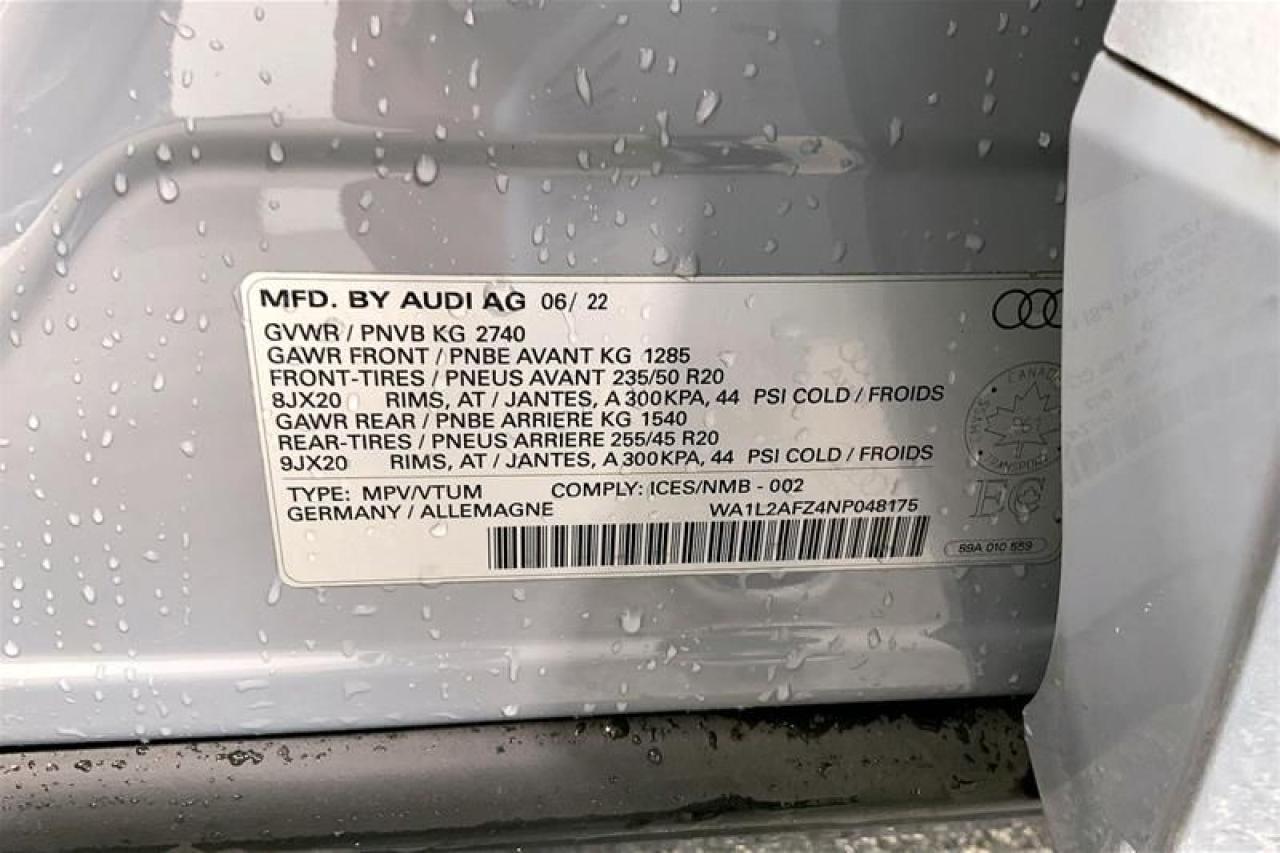 MFD. BY AUDI AG 06/ 22
GVWR / PNVB KG 2740
GAWR FRONT / PNBE AVANT KG 1285
FRONT-TIRES / PNEUS AVANT 235/50 R20
8JX20 RIMS, AT / JANTES, A 300KPA, 44 PSI COLD / FROIDS
GAWR REAR / PNBE ARRIERE KG 1540
REAR-TIRES / PNEUS ARRIERE 255/45 R20
9JX20 RIMS, AT / JANTES, A 300KPA, 44 PSI COLD / FROIDS
TYPE: MPV/VTUM COMPLY: ICES/NMB - 002
GERMANY / ALLEMAGNE WA1L2AFZ4NP048175
CANADA
TRANSPORT
EC
89A 010 559